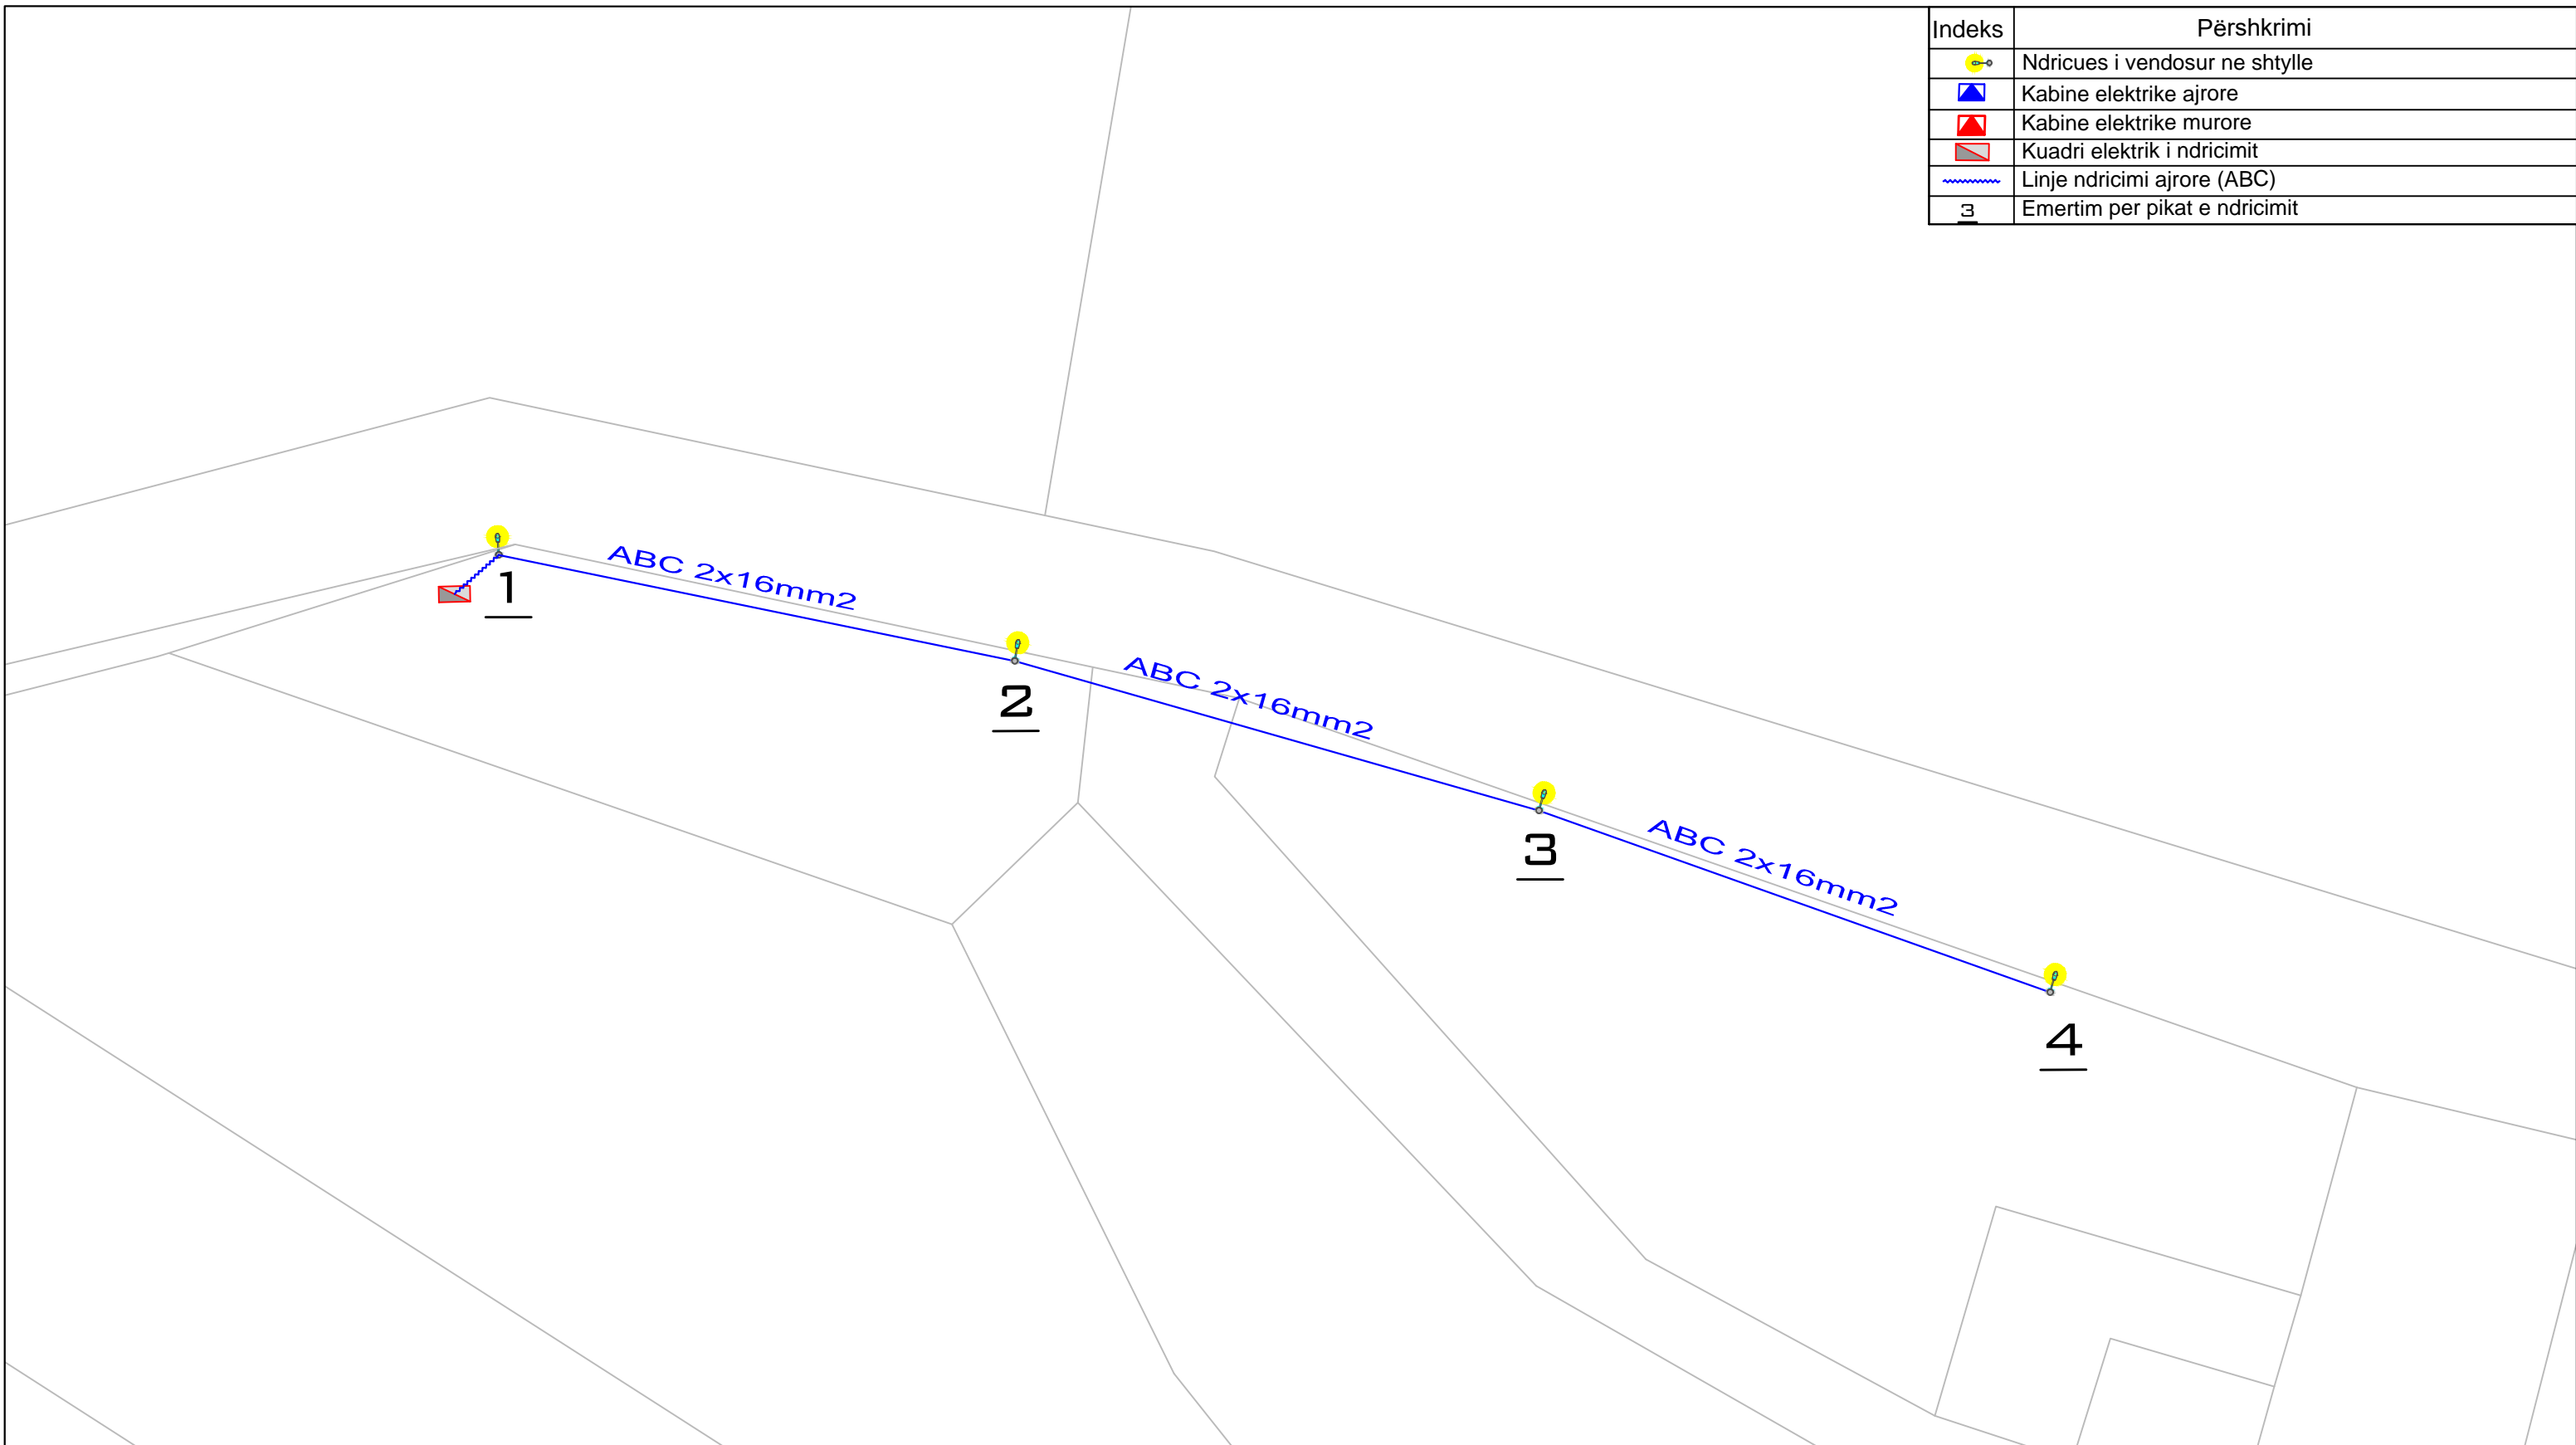 Indeks Përshkrimi
Ndricues i vendosur ne shtylle
Kabine elektrike ajrore
Kabine elektrike murore
Kuadri elektrik i ndricimit
Linje ndricimi ajrore (ABC)
3 Emertim per pikat e ndricimit
ABC 2x16mm2
1
ABC 2x16mm2
2
ABC 2x16mm2
3
4